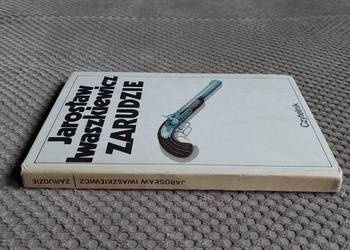 Jarosław
Iwaszkiewicz
ZARUDZIE
Czytelnik
JAROSŁAW IWASZKIEWICZ / ZARUDZIE